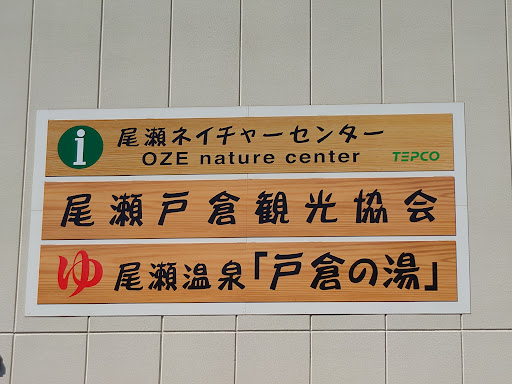 i 尾瀬ネイチャーセンター
OZE nature center TEPCO
尾瀬戸倉観光協会
ゆ 尾瀬温泉「戸倉の湯」